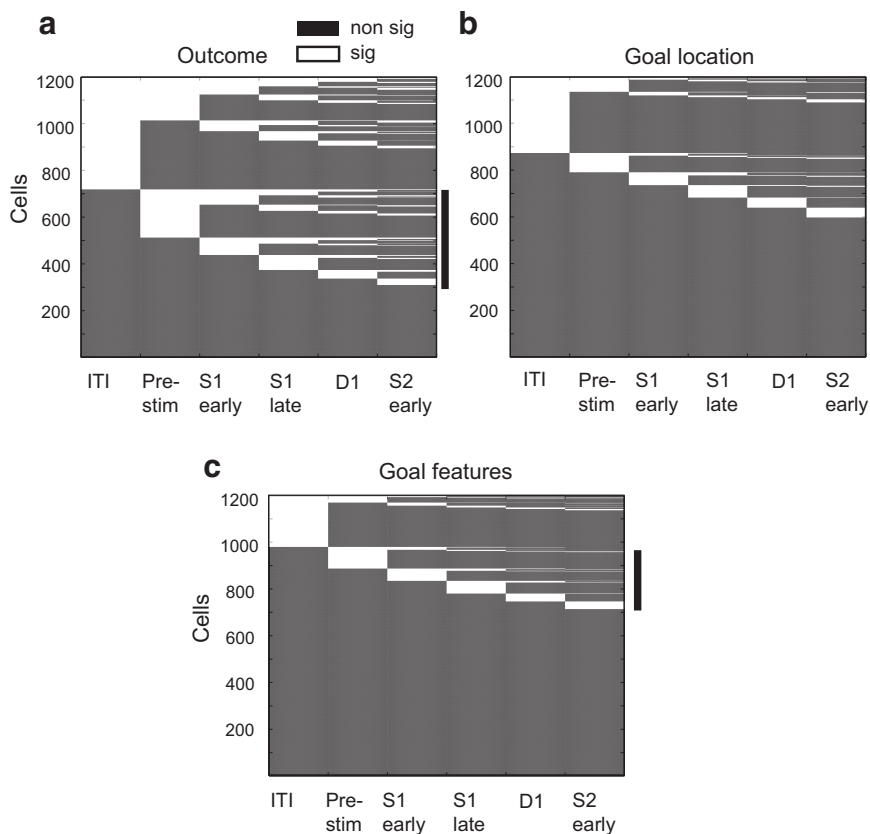 a
non sig
sig
Outcome
1200
1000
800
600
400
200
Cells
ITI
Pre-
stim
S1
early
S1
late
D1
S2
early
b
Goal location
1200
1000
800
600
400
200
ITI
Pre-
stim
S1
early
S1
late
D1
S2
early
c
Goal features
1200
1000
800
600
400
200
Cells
ITI
Pre-
stim
S1
early
S1
late
D1
S2
early